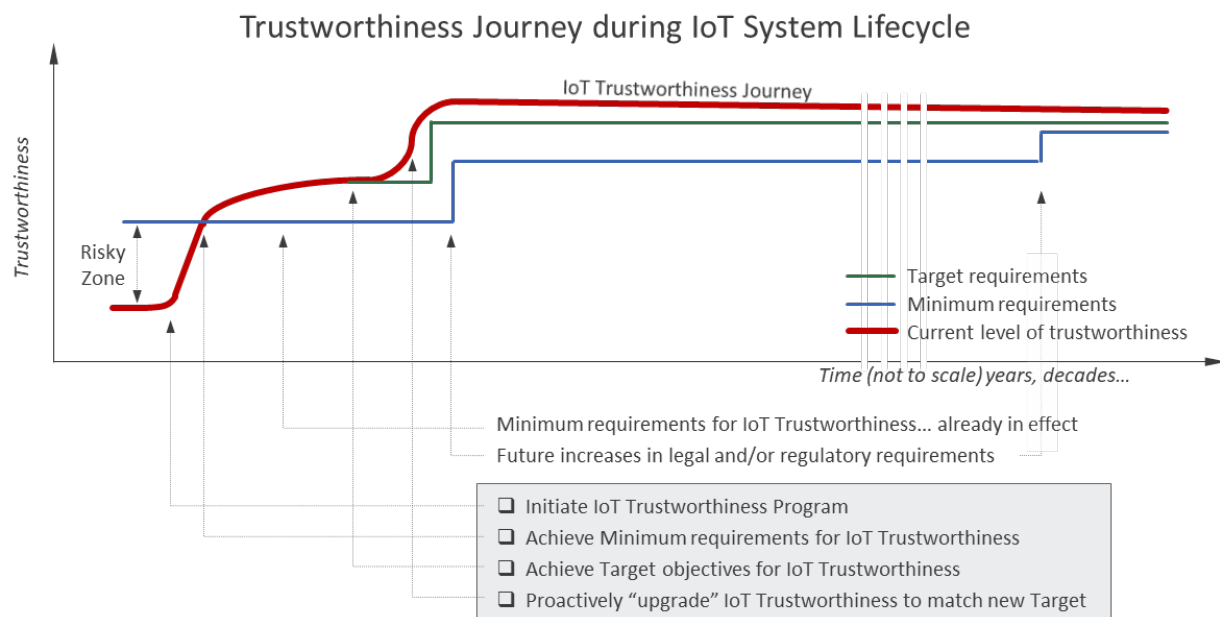 Trustworthiness Journey during IoT System Lifecycle
IoT Trustworthiness Journey
Trustworthiness
Risky
Zone
Target requirements
Minimum requirements
Current level of trustworthiness
Time (not to scale) years, decades...
Minimum requirements for IoT Trustworthiness... already in effect
Future increases in legal and/or regulatory requirements
❑ Initiate IoT Trustworthiness Program
❑ Achieve Minimum requirements for IoT Trustworthiness
❑ Achieve Target objectives for IoT Trustworthiness
❑ Proactively “upgrade” IoT Trustworthiness to match new Target